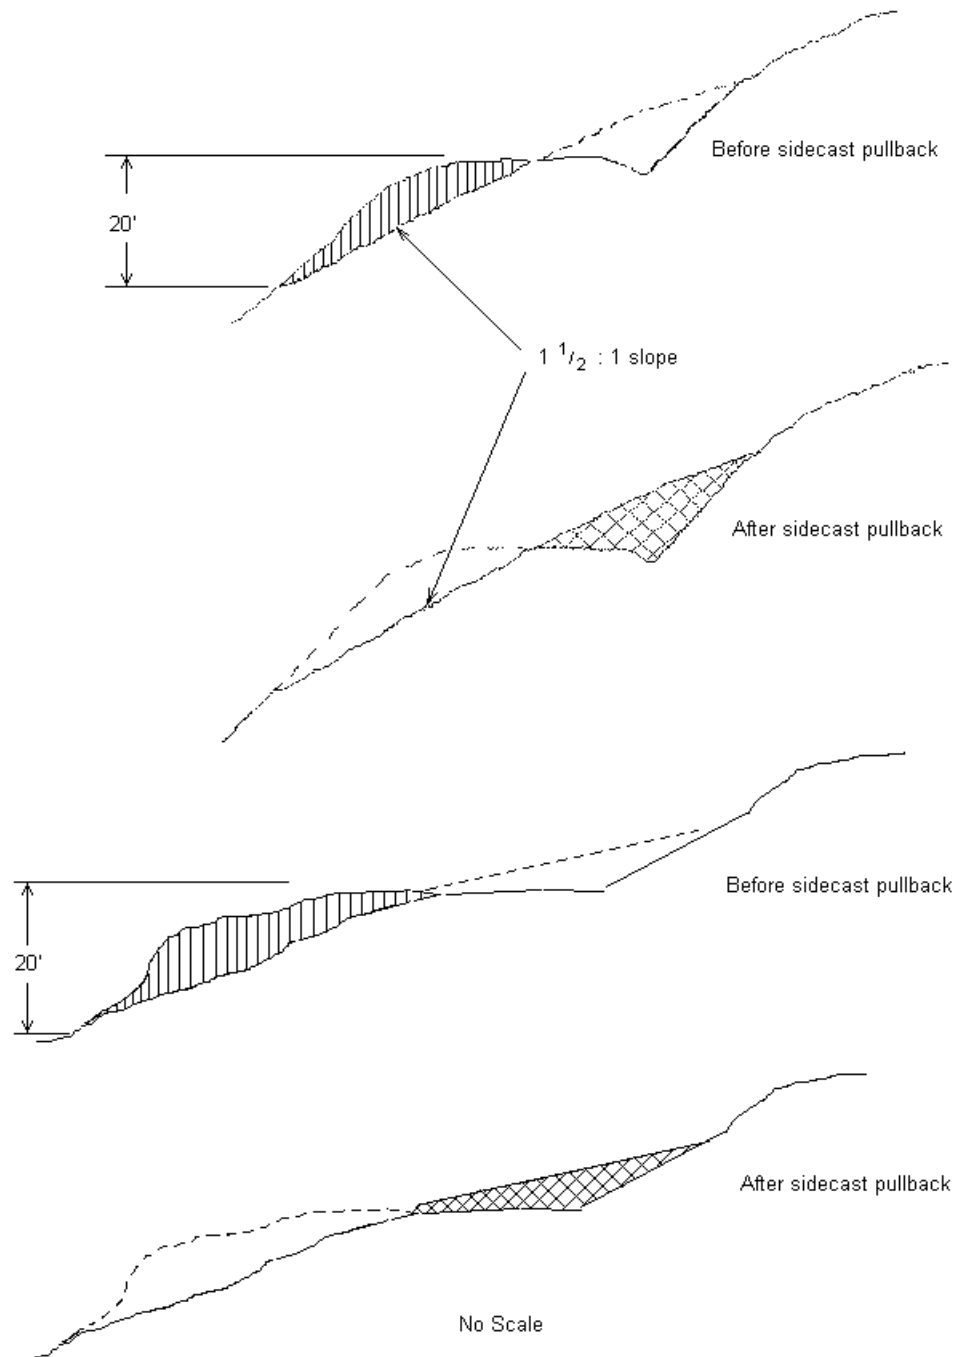 Before sidecast pullback
20'
1 1/2 : 1 slope
After sidecast pullback
Before sidecast pullback
20'
After sidecast pullback
No Scale